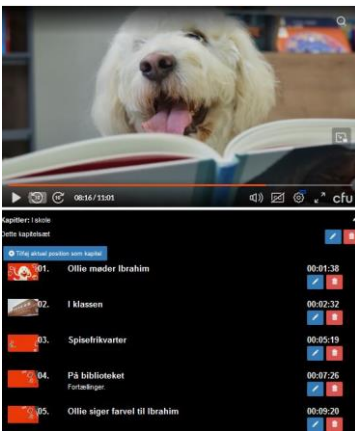 08:16/11:01
cfu
Kapitler: I skole
Dette kapitelsæt
Tilføj aktuel position som kapitel
01. Ollie møder Ibrahim 00:01:38
02. I klassen 00:02:32
03. Spisefrikvarter 00:05:19
04. På biblioteket 00:07:26
Fortællinger.
05. Ollie siger farvel til Ibrahim 00:09:20